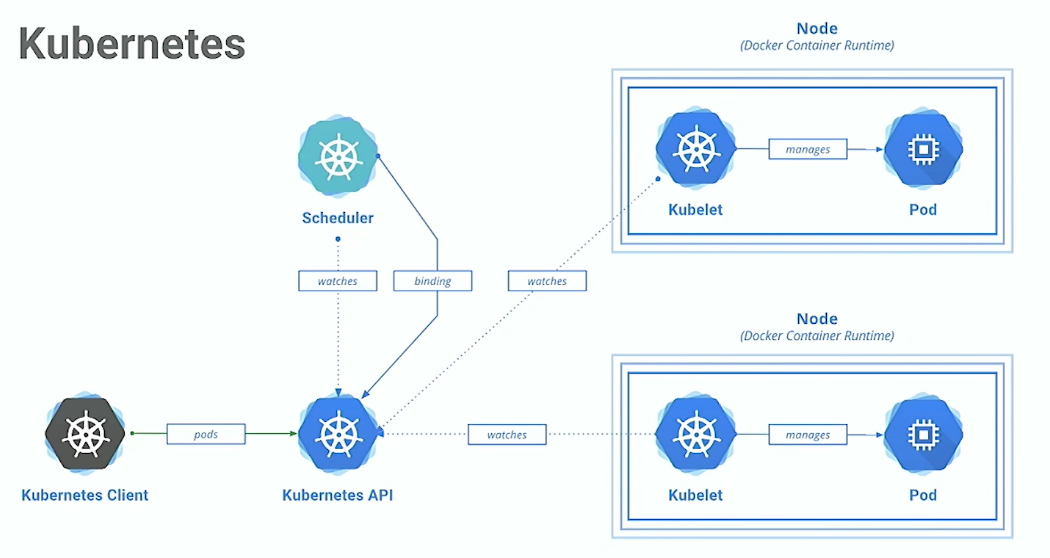 Kubernetes
Node
(Docker Container Runtime)
manages
Kubelet
Pod
Scheduler
watches
binding
watches
Node
(Docker Container Runtime)
pods
watches
manages
Kubernetes Client
Kubernetes API
Kubelet
Pod